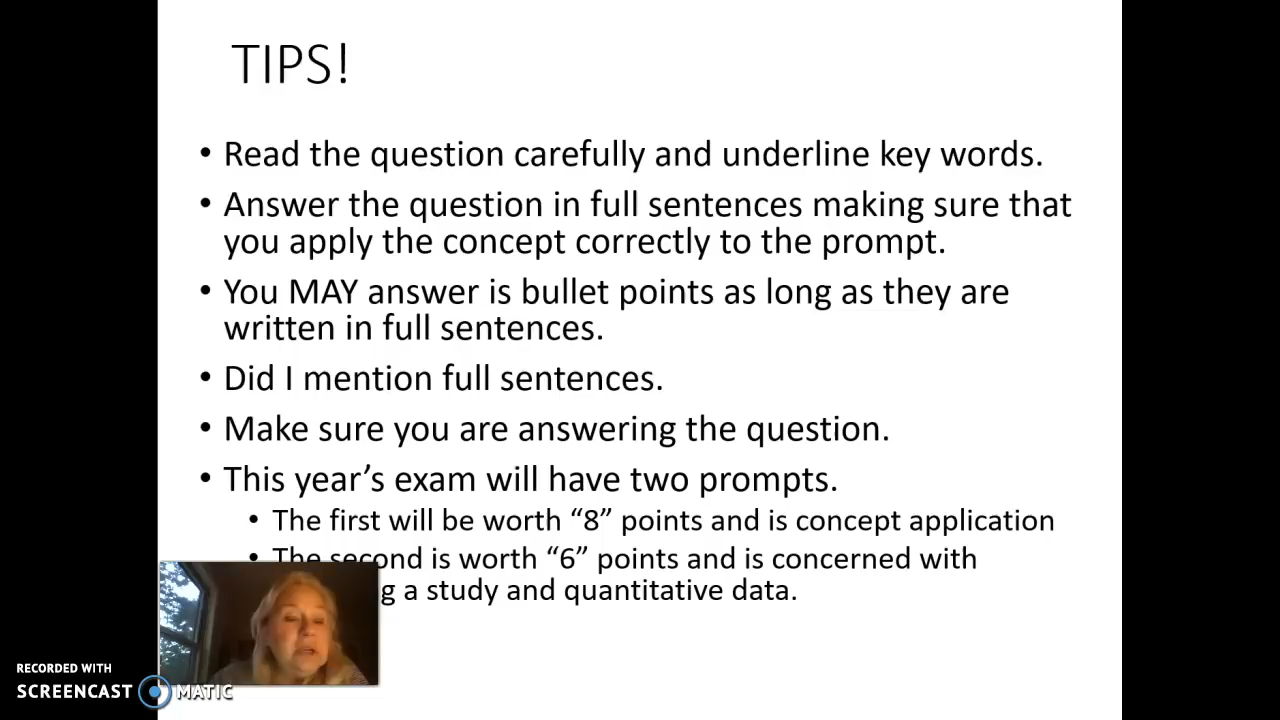 TIPS!
• Read the question carefully and underline key words.
• Answer the question in full sentences making sure that
you apply the concept correctly to the prompt.
• You MAY answer is bullet points as long as they are
written in full sentences.
• Did I mention full sentences.
• Make sure you are answering the question.
• This year’s exam will have two prompts.
• The first will be worth “8” points and is concept application
• The second is worth “6” points and is concerned with
a study and quantitative data.
RECORDED WITH
SCREENCAST MATIC